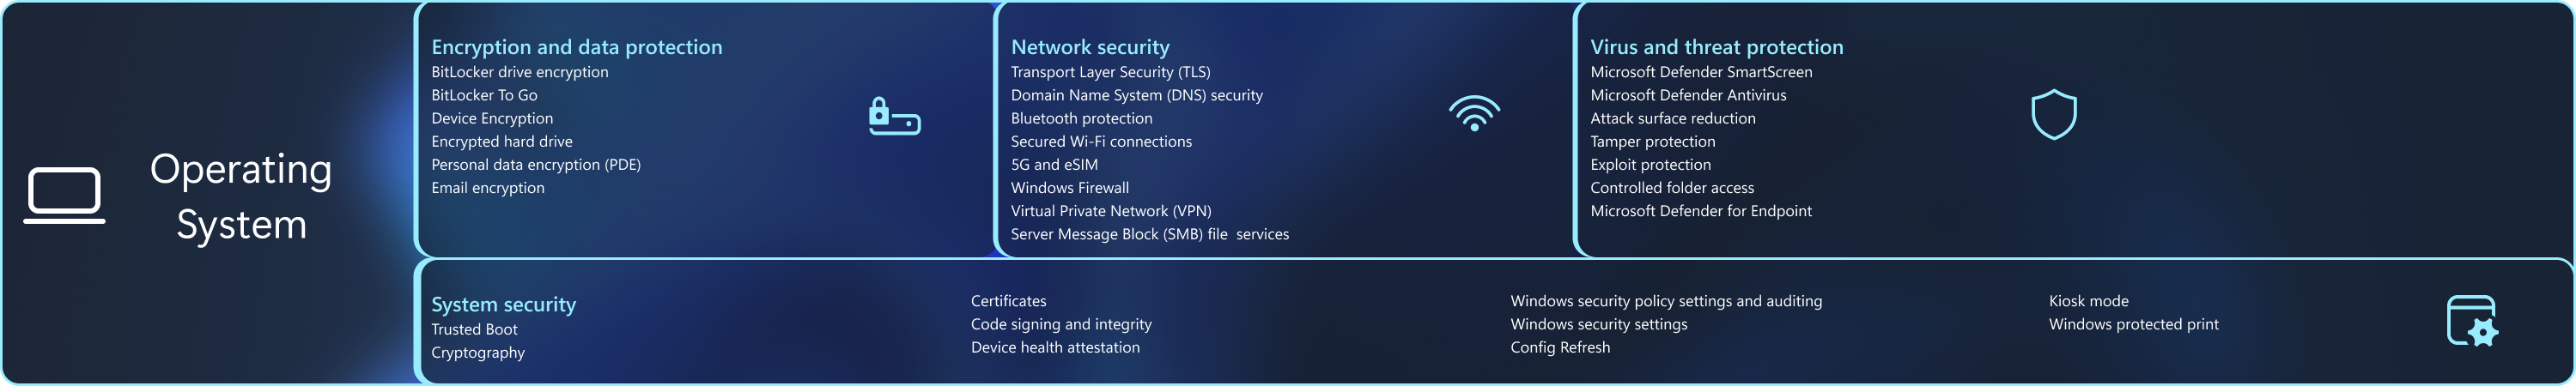 Operating
System
Encryption and data protection
BitLocker drive encryption
BitLocker To Go
Device Encryption
Encrypted hard drive
Personal data encryption (PDE)
Email encryption
Network security
Transport Layer Security (TLS)
Domain Name System (DNS) security
Bluetooth protection
Secured Wi-Fi connections
5G and eSIM
Windows Firewall
Virtual Private Network (VPN)
Server Message Block (SMB) file  services
Virus and threat protection
Microsoft Defender SmartScreen
Microsoft Defender Antivirus
Attack surface reduction
Tamper protection
Exploit protection
Controlled folder access
Microsoft Defender for Endpoint
System security
Trusted Boot
Cryptography
Certificates
Code signing and integrity
Device health attestation
Windows security policy settings and auditing
Windows security settings
Config Refresh
Kiosk mode
Windows protected print